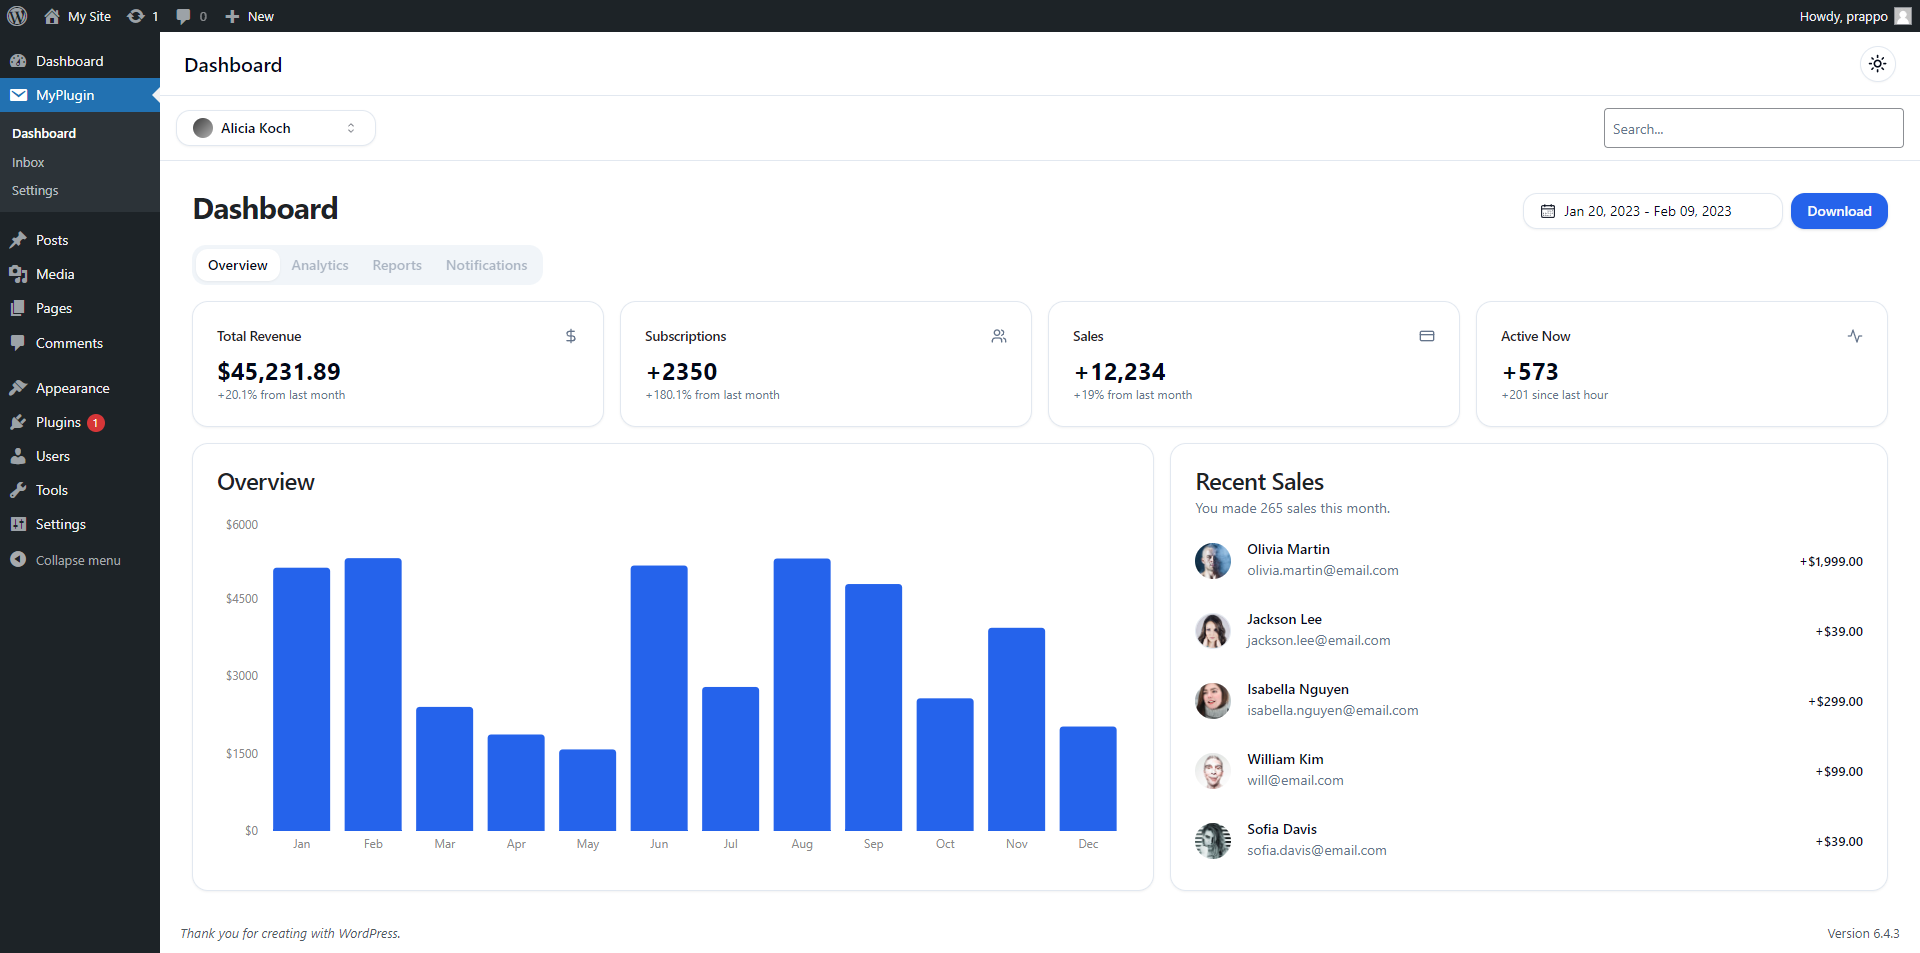 My Site
1
0
New
Howdy, prappo
Dashboard
MyPlugin
Dashboard
Inbox
Settings
Posts
Media
Pages
Comments
Appearance
Plugins 1
Users
Tools
Settings
Collapse menu
Dashboard
Alicia Koch
Search...
Dashboard
Jan 20, 2023 - Feb 09, 2023
Download
Overview
Analytics
Reports
Notifications
Total Revenue
$
$45,231.89
+20.1% from last month
Subscriptions
+2350
+180.1% from last month
Sales
+12,234
+19% from last month
Active Now
+573
+201 since last hour
Overview
$6000
$4500
$3000
$1500
$0
Jan
Feb
Mar
Apr
May
Jun
Jul
Aug
Sep
Oct
Nov
Dec
Recent Sales
You made 265 sales this month.
Olivia Martin
olivia.martin@email.com
+$1,999.00
Jackson Lee
jackson.lee@email.com
+$39.00
Isabella Nguyen
isabella.nguyen@email.com
+$299.00
William Kim
will@email.com
+$99.00
Sofia Davis
sofia.davis@email.com
+$39.00
Thank you for creating with WordPress.
Version 6.4.3